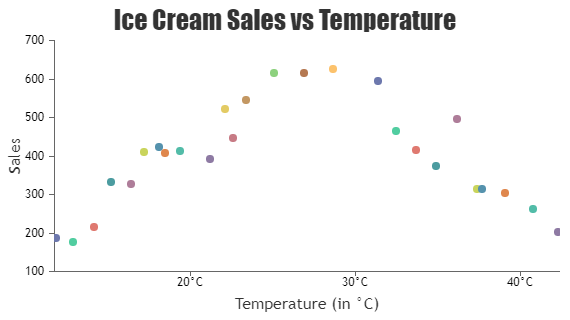 Ice Cream Sales vs Temperature
700
600
500
400
300
200
100
Sales
20°C
30°C
40°C
Temperature (in °C)